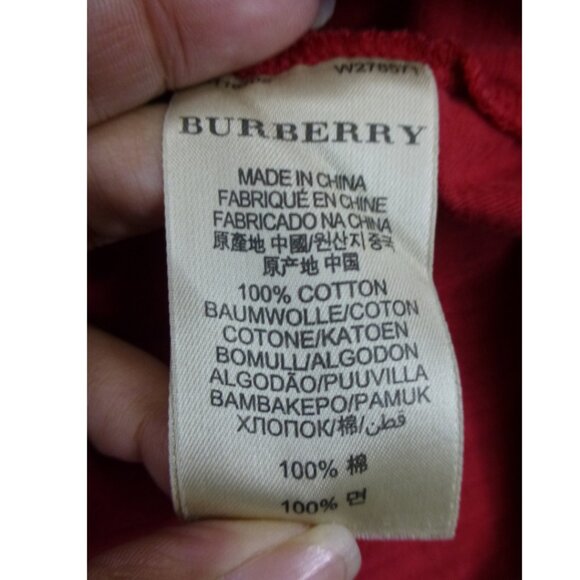 W276571
BURBERRY
MADE IN CHINA
FABRIQUÉ EN CHINE
FABRICADO NA CHINA
原產地 中國/원산지 중국
原产地 中国
100% COTTON
BAUMWOLLE/COTON
COTONE/KATOEN
BOMULL/ALGODON
ALGODÃO/PUUVILLA
BAMBAKEPO/PAMUK
ХЛОПОК/棉/قطن
100% 棉
100% 면